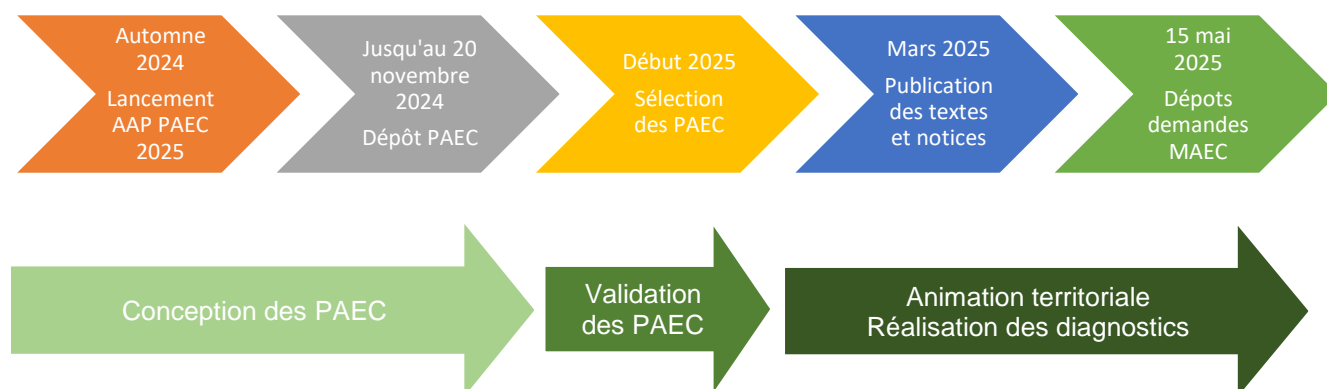 Automne
2024
Lancement
AAP PAEC
2025
Jusqu'au 20
novembre
2024
Dépôt PAEC
Début 2025
Sélection
des PAEC
Mars 2025
Publication
des textes
et notices
15 mai
2025
Dépots
demandes
MAEC
Conception des PAEC
Validation
des PAEC
Animation territoriale
Réalisation des diagnostics